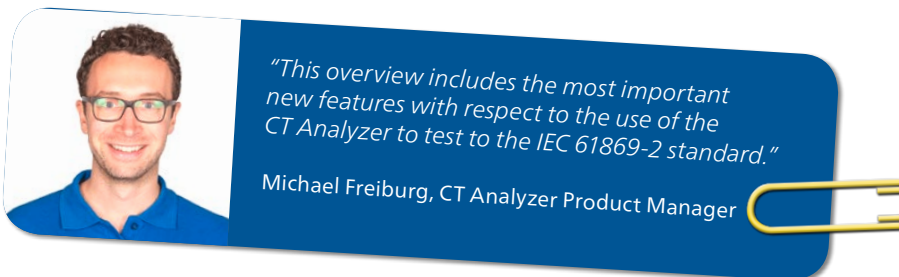 “This overview includes the most important
new features with respect to the use of the
CT Analyzer to test to the IEC 61869-2 standard.”
Michael Freiburg, CT Analyzer Product Manager